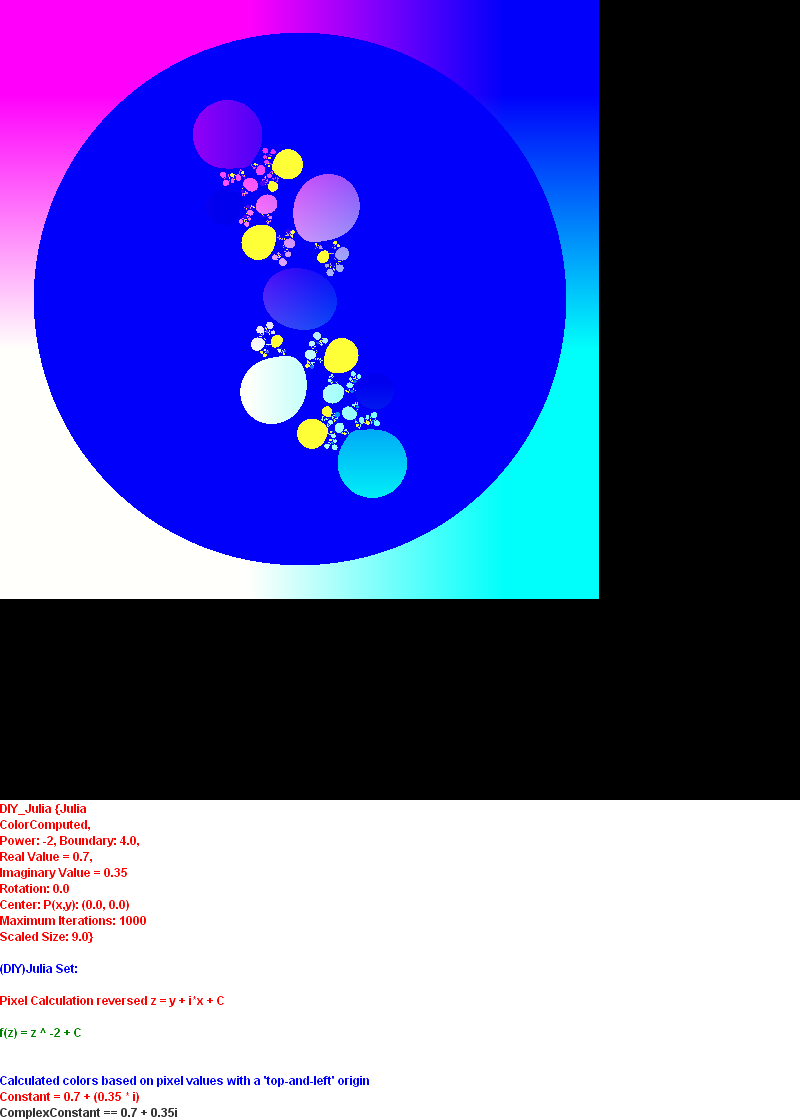 DIY_Julia {Julia
ColorComputed,
Power: -2, Boundary: 4.0,
Real Value = 0.7,
Imaginary Value = 0.35
Rotation: 0.0
Center: P(x,y): (0.0, 0.0)
Maximum Iterations: 1000
Scaled Size: 9.0}
(DIY)Julia Set:
Pixel Calculation reversed z = y + i*x + C
f(z) = z ^ -2 + C
Calculated colors based on pixel values with a 'top-and-left' origin
Constant = 0.7 + (0.35 * i)
ComplexConstant == 0.7 + 0.35i